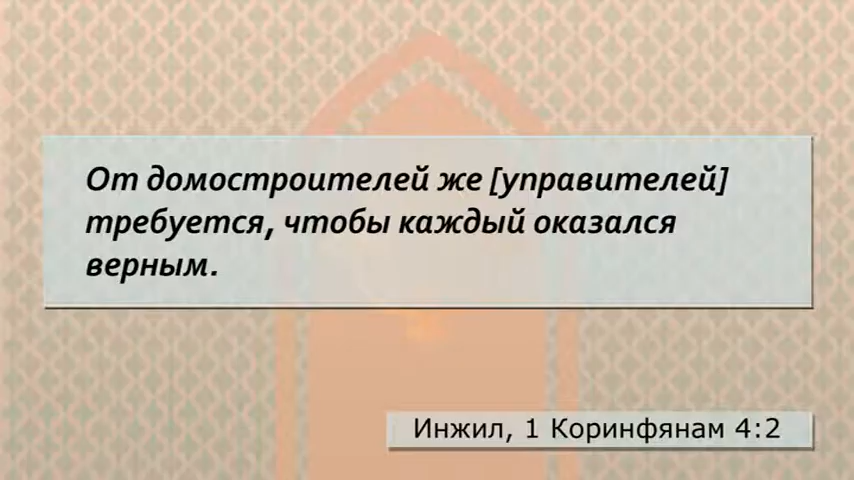 От домостроителей же [управителей]
требуется, чтобы каждый оказался
верным.
Инжил, 1 Коринфянам 4:2